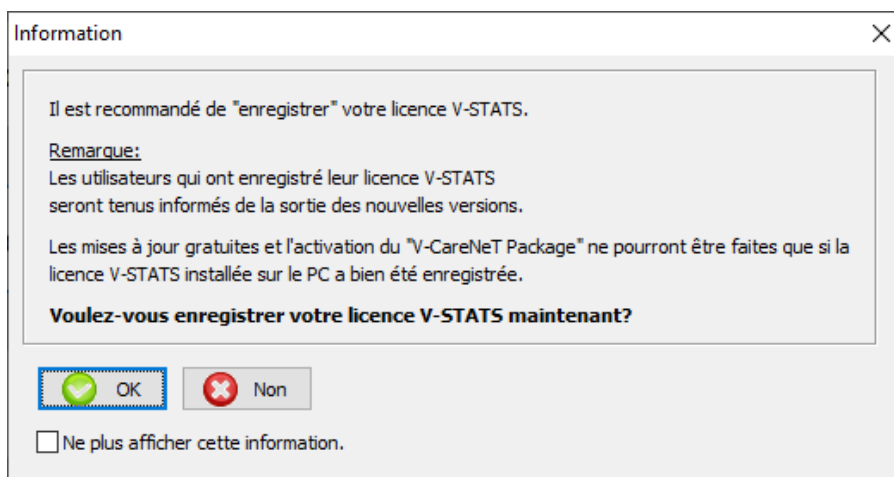 Information
Il est recommandé de "enregistrer" votre licence V-STATS.
Remarque:
Les utilisateurs qui ont enregistré leur licence V-STATS
seront tenus informés de la sortie des nouvelles versions.
Les mises à jour gratuites et l'activation du "V-CareNeT Package" ne pourront être faites que si la
licence V-STATS installée sur le PC a bien été enregistrée.
Voulez-vous enregistrer votre licence V-STATS maintenant?
OK
Non
Ne plus afficher cette information.